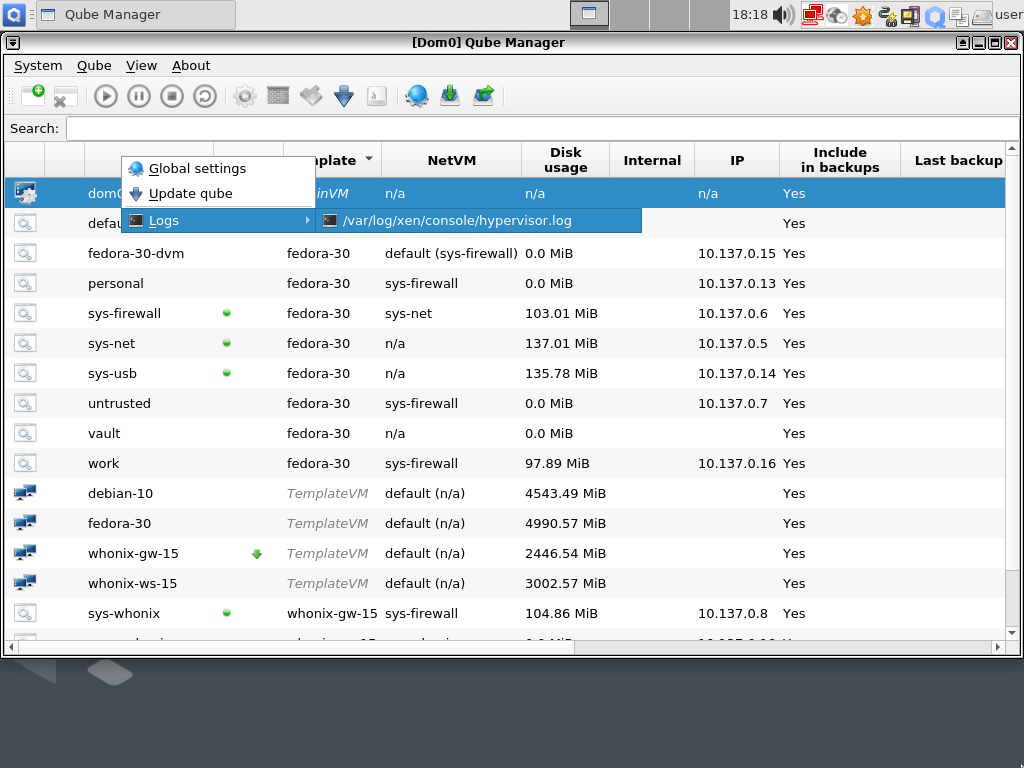 Qube Manager
18:18
user
[Dom0] Qube Manager
System Qube View About
Search:
plate NetVM Disk usage Internal IP Include in backups Last backup
Global settings
dom0 inVM n/a n/a n/a Yes
Update qube
Logs /var/log/xen/console/hypervisor.log
Yes
fedora-30-dvm fedora-30 default (sys-firewall) 0.0 MiB 10.137.0.15 Yes
personal fedora-30 sys-firewall 0.0 MiB 10.137.0.13 Yes
sys-firewall fedora-30 sys-net 103.01 MiB 10.137.0.6 Yes
sys-net fedora-30 n/a 137.01 MiB 10.137.0.5 Yes
sys-usb fedora-30 n/a 135.78 MiB 10.137.0.14 Yes
untrusted fedora-30 sys-firewall 0.0 MiB 10.137.0.7 Yes
vault fedora-30 n/a 0.0 MiB Yes
work fedora-30 sys-firewall 97.89 MiB 10.137.0.16 Yes
debian-10 TemplateVM default (n/a) 4543.49 MiB Yes
fedora-30 TemplateVM default (n/a) 4990.57 MiB Yes
whonix-gw-15 TemplateVM default (n/a) 2446.54 MiB Yes
whonix-ws-15 TemplateVM default (n/a) 3002.57 MiB Yes
sys-whonix whonix-gw-15 sys-firewall 104.86 MiB 10.137.0.8 Yes